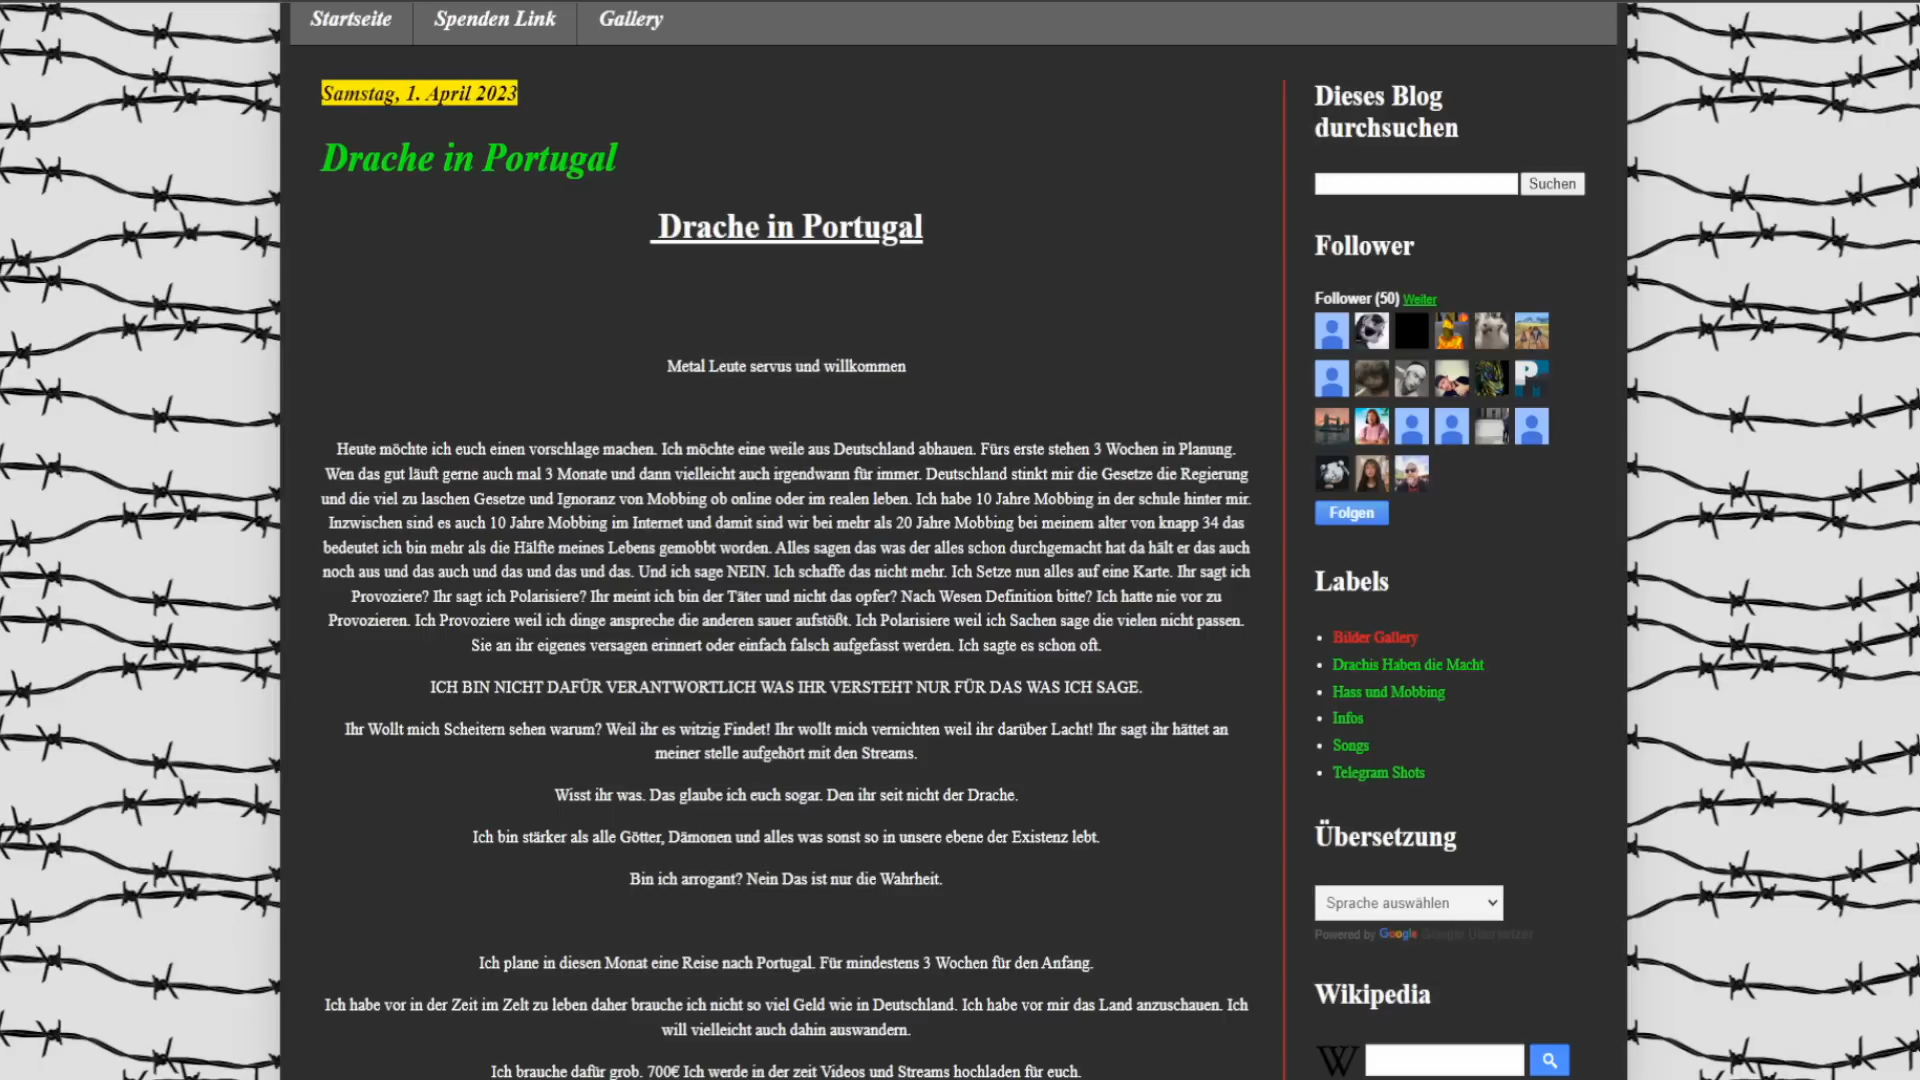 Startseite
Spenden Link
Gallery
Samstag, 1. April 2023
Drache in Portugal
Drache in Portugal
Metal Leute servus und willkommen
Heute möchte ich euch einen vorschlage machen. Ich möchte eine weile aus Deutschland abhauen. Fürs erste stehen 3 Wochen in Planung.
Wen das gut läuft gerne auch mal 3 Monate und dann vielleicht auch irgendwann für immer. Deutschland stinkt mir die Gesetze die Regierung
und die viel zu laschen Gesetze und Ignoranz von Mobbing ob online oder im realen leben. Ich habe 10 Jahre Mobbing in der schule hinter mir.
Inzwischen sind es auch 10 Jahre Mobbing im Internet und damit sind wir bei mehr als 20 Jahre Mobbing bei meinem alter von knapp 34 das
bedeutet ich bin mehr als die Hälfte meines Lebens gemobbt worden. Alles sagen das was der alles schon durchgemacht hat da hält er das auch
noch aus und das auch und das und das und das. Und ich sage NEIN. Ich schaffe das nicht mehr. Ich Setze nun alles auf eine Karte. Ihr sagt ich
Provoziere? Ihr sagt ich Polarisiere? Ihr meint ich bin der Täter und nicht das opfer? Nach Wesen Definition bitte? Ich hatte nie vor zu
Provozieren. Ich Provoziere weil ich dinge anspreche die anderen sauer aufstößt. Ich Polarisiere weil ich Sachen sage die vielen nicht passen.
Sie an ihr eigenes versagen erinnert oder einfach falsch aufgefasst werden. Ich sagte es schon oft.
ICH BIN NICHT DAFÜR VERANTWORTLICH WAS IHR VERSTEHT NUR FÜR DAS WAS ICH SAGE.
Ihr Wollt mich Scheitern sehen warum? Weil ihr es witzig Findet! Ihr wollt mich vernichten weil ihr darüber Lacht! Ihr sagt ihr hättet an
meiner stelle aufgehört mit den Streams.
Wisst ihr was. Das glaube ich euch sogar. Den ihr seit nicht der Drache.
Ich bin stärker als alle Götter, Dämonen und alles was sonst so in unsere ebene der Existenz lebt.
Bin ich arrogant? Nein Das ist nur die Wahrheit.
Ich plane in diesen Monat eine Reise nach Portugal. Für mindestens 3 Wochen für den Anfang.
Ich habe vor in der Zeit im Zelt zu leben daher brauche ich nicht so viel Geld wie in Deutschland. Ich habe vor mir das Land anzuschauen. Ich
will vielleicht auch dahin auswandern.
Ich brauche dafür grob. 700€ Ich werde in der zeit Videos und Streams hochladen für euch.
Dieses Blog
durchsuchen
Suchen
Follower
Follower (50) Weiter
P
Folgen
Labels
Bilder Gallery
Drachis Haben die Macht
Hass und Mobbing
Infos
Songs
Telegram Shots
Übersetzung
Sprache auswählen
Powered by Google Google Übersetzer
Wikipedia
W